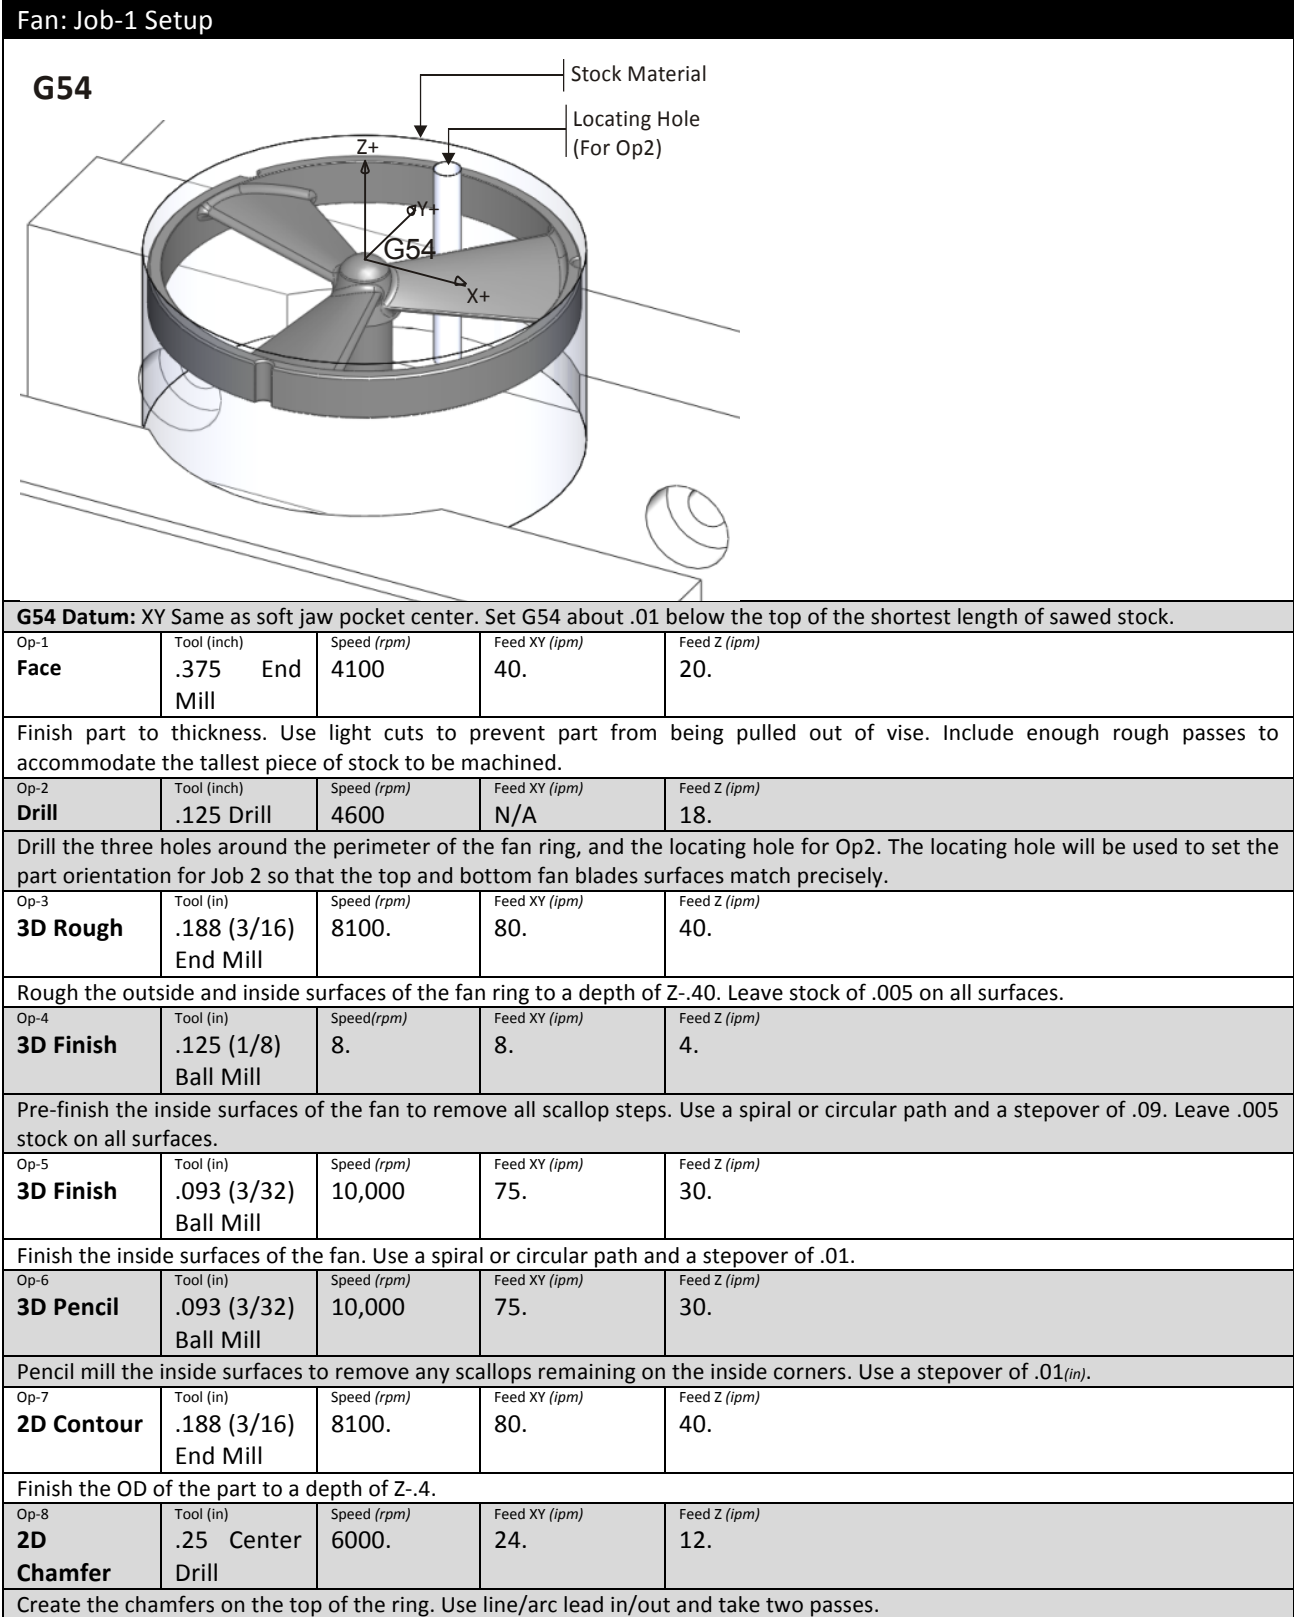 Fan: Job-1 Setup
G54
Stock Material
Locating Hole
(For Op2)
Z+
Y+
G54
X+
G54 Datum: XY Same as soft jaw pocket center. Set G54 about .01 below the top of the shortest length of sawed stock.
Op-1 Tool (inch) Speed (rpm) Feed XY (ipm) Feed Z (ipm)
Face .375 End 4100 40. 20.
Mill
Finish part to thickness. Use light cuts to prevent part from being pulled out of vise. Include enough rough passes to
accommodate the tallest piece of stock to be machined.
Op-2 Tool (inch) Speed (rpm) Feed XY (ipm) Feed Z (ipm)
Drill .125 Drill 4600 N/A 18.
Drill the three holes around the perimeter of the fan ring, and the locating hole for Op2. The locating hole will be used to set the
part orientation for Job 2 so that the top and bottom fan blades surfaces match precisely.
Op-3 Tool (in) Speed (rpm) Feed XY (ipm) Feed Z (ipm)
3D Rough .188 (3/16) 8100. 80. 40.
End Mill
Rough the outside and inside surfaces of the fan ring to a depth of Z-.40. Leave stock of .005 on all surfaces.
Op-4 Tool (in) Speed(rpm) Feed XY (ipm) Feed Z (ipm)
3D Finish .125 (1/8) 8. 8. 4.
Ball Mill
Pre-finish the inside surfaces of the fan to remove all scallop steps. Use a spiral or circular path and a stepover of .09. Leave .005
stock on all surfaces.
Op-5 Tool (in) Speed (rpm) Feed XY (ipm) Feed Z (ipm)
3D Finish .093 (3/32) 10,000 75. 30.
Ball Mill
Finish the inside surfaces of the fan. Use a spiral or circular path and a stepover of .01.
Op-6 Tool (in) Speed (rpm) Feed XY (ipm) Feed Z (ipm)
3D Pencil .093 (3/32) 10,000 75. 30.
Ball Mill
Pencil mill the inside surfaces to remove any scallops remaining on the inside corners. Use a stepover of .01(in).
Op-7 Tool (in) Speed (rpm) Feed XY (ipm) Feed Z (ipm)
2D Contour .188 (3/16) 8100. 80. 40.
End Mill
Finish the OD of the part to a depth of Z-.4.
Op-8 Tool (in) Speed (rpm) Feed XY (ipm) Feed Z (ipm)
2D .25 Center 6000. 24. 12.
Chamfer Drill
Create the chamfers on the top of the ring. Use line/arc lead in/out and take two passes.